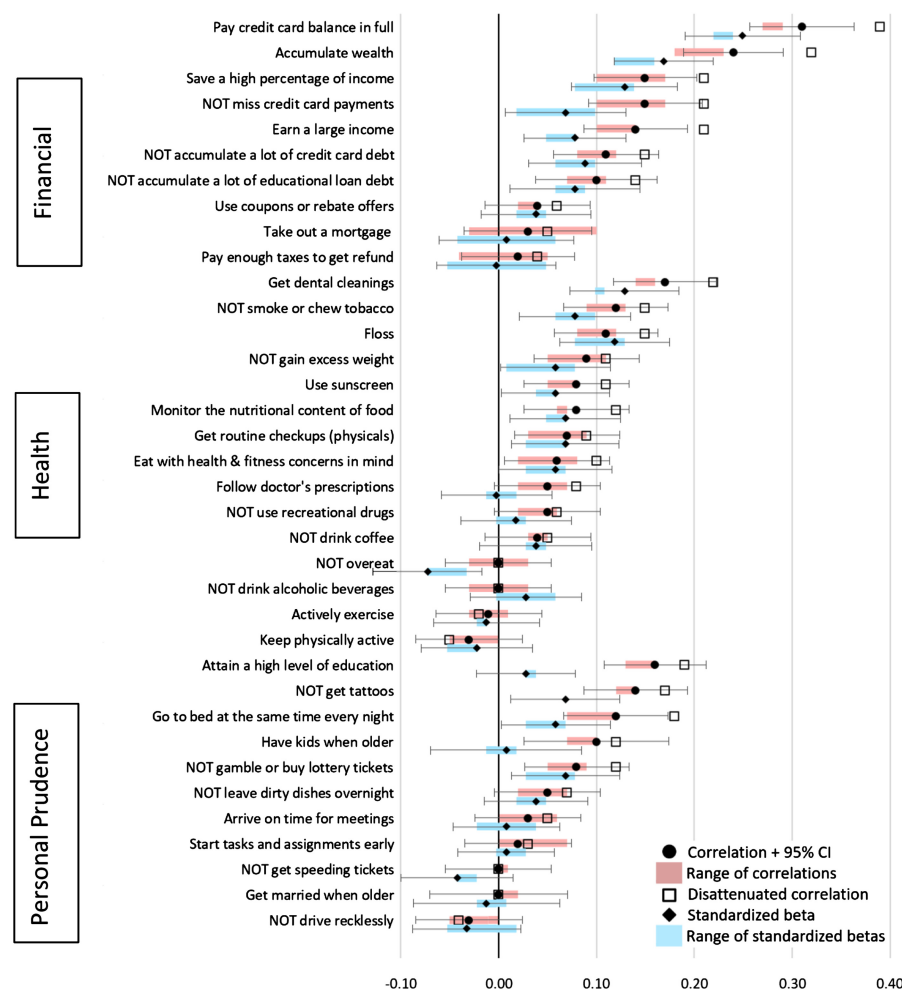 Financial
Pay credit card balance in full
Accumulate wealth
Save a high percentage of income
NOT miss credit card payments
Earn a large income
NOT accumulate a lot of credit card debt
NOT accumulate a lot of educational loan debt
Use coupons or rebate offers
Take out a mortgage
Pay enough taxes to get refund
Health
Get dental cleanings
NOT smoke or chew tobacco
Floss
NOT gain excess weight
Use sunscreen
Monitor the nutritional content of food
Get routine checkups (physicals)
Eat with health & fitness concerns in mind
Follow doctor's prescriptions
NOT use recreational drugs
NOT drink coffee
NOT overeat
NOT drink alcoholic beverages
Actively exercise
Keep physically active
Personal Prudence
Attain a high level of education
NOT get tattoos
Go to bed at the same time every night
Have kids when older
NOT gamble or buy lottery tickets
NOT leave dirty dishes overnight
Arrive on time for meetings
Start tasks and assignments early
NOT get speeding tickets
Get married when older
NOT drive recklessly
Correlation + 95% CI
Range of correlations
Disattenuated correlation
Standardized beta
Range of standardized betas
-0.10 0.00 0.10 0.20 0.30 0.40